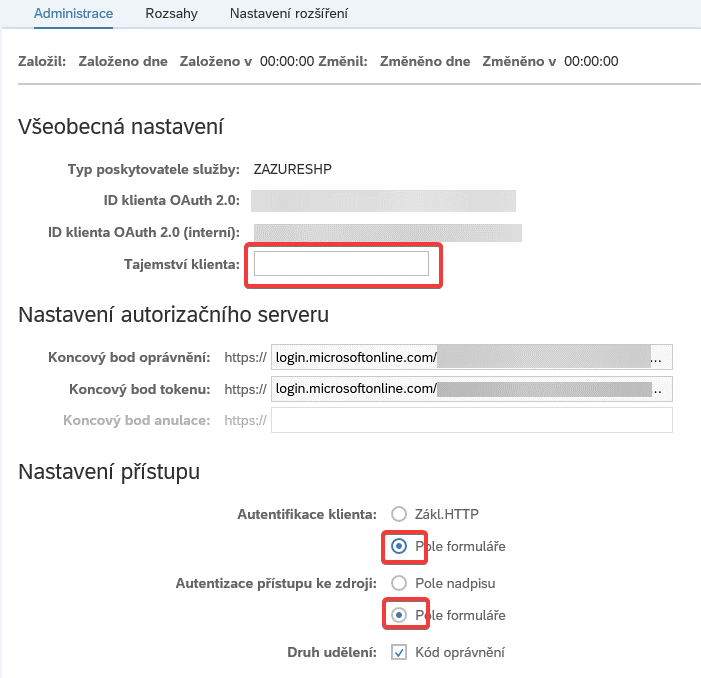 Administrace Rozsahy Nastavení rozšíření
Založil: Založeno dne Založeno v 00:00:00 Změnil: Změněno dne Změněno v 00:00:00
Všeobecná nastavení
Typ poskytovatele služby: ZAZURESHP
ID klienta OAuth 2.0:
ID klienta OAuth 2.0 (interní):
Tajemství klienta:
Nastavení autorizačního serveru
Koncový bod oprávnění: https:// login.microsoftonline.com/ ...
Koncový bod tokenu: https:// login.microsoftonline.com/ ..
Koncový bod anulace: https://
Nastavení přístupu
Autentifikace klienta: Zákl.HTTP
Pole formuláře
Autentizace přístupu ke zdroji: Pole nadpisu
Pole formuláře
Druh udělení: Kód oprávnění